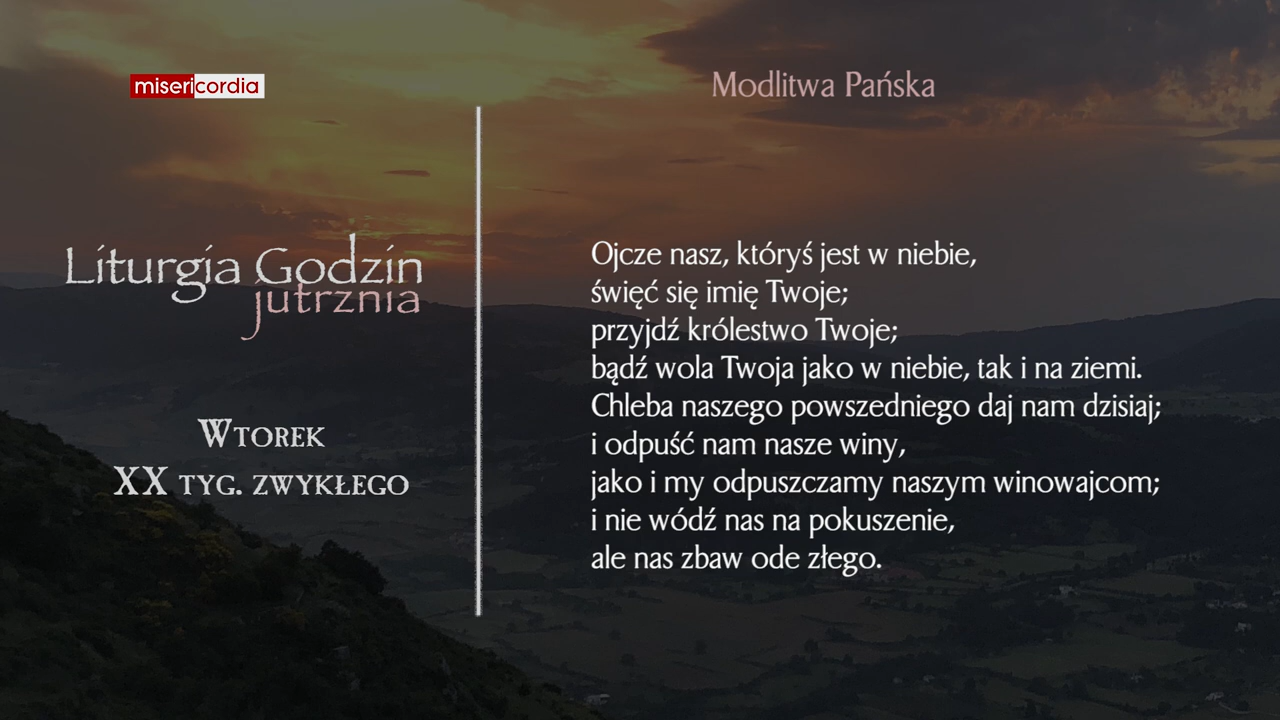 misericordia
Liturgia Godzin
jutrznia
Wtorek
XX tyg. zwykłego
Modlitwa Pańska
Ojcze nasz, któryś jest w niebie,
święć się imię Twoje;
przyjdź królestwo Twoje;
bądź wola Twoja jako w niebie, tak i na ziemi.
Chleba naszego powszedniego daj nam dzisiaj;
i odpuść nam nasze winy,
jako i my odpuszczamy naszym winowajcom;
i nie wódź nas na pokuszenie,
ale nas zbaw ode złego.